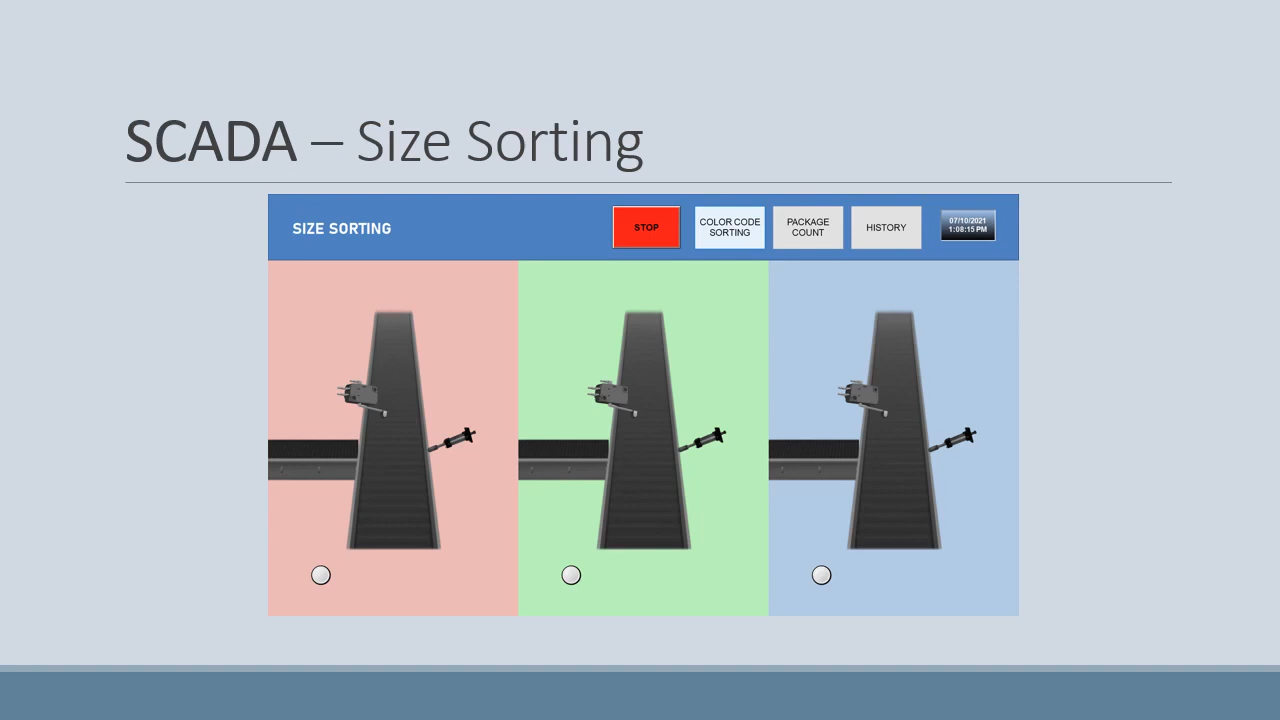 SCADA – Size Sorting
SIZE SORTING
STOP
COLOR CODE
SORTING
PACKAGE
COUNT
HISTORY
07/10/2021
1:08:15 PM